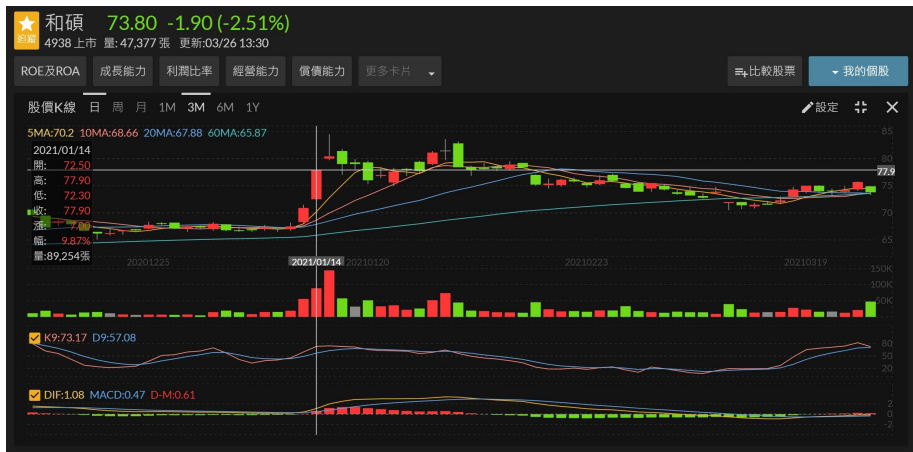 和碩 73.80 -1.90 (-2.51%)
追蹤
4938 上市 量: 47,377 張 更新:03/26 13:30
ROE及ROA 成長能力 利潤比率 經營能力 償債能力 更多卡片 比較股票 我的個股
股價K線 日 周 月 1M 3M 6M 1Y 設定
5MA:70.2 10MA:68.66 20MA:67.88 60MA:65.87
85
2021/01/14
開: 72.50
高: 77.90
低: 72.30
收: 77.90
漲: 7.00
幅: 9.87%
量:89,254張
80
77.9
75
70
65
20201225 2021/01/14 20210120 20210223 20210319
150K
100K
50K
K9:73.17 D9:57.08
80
50
20
DIF:1.08 MACD:0.47 D-M:0.61
2
0
-2